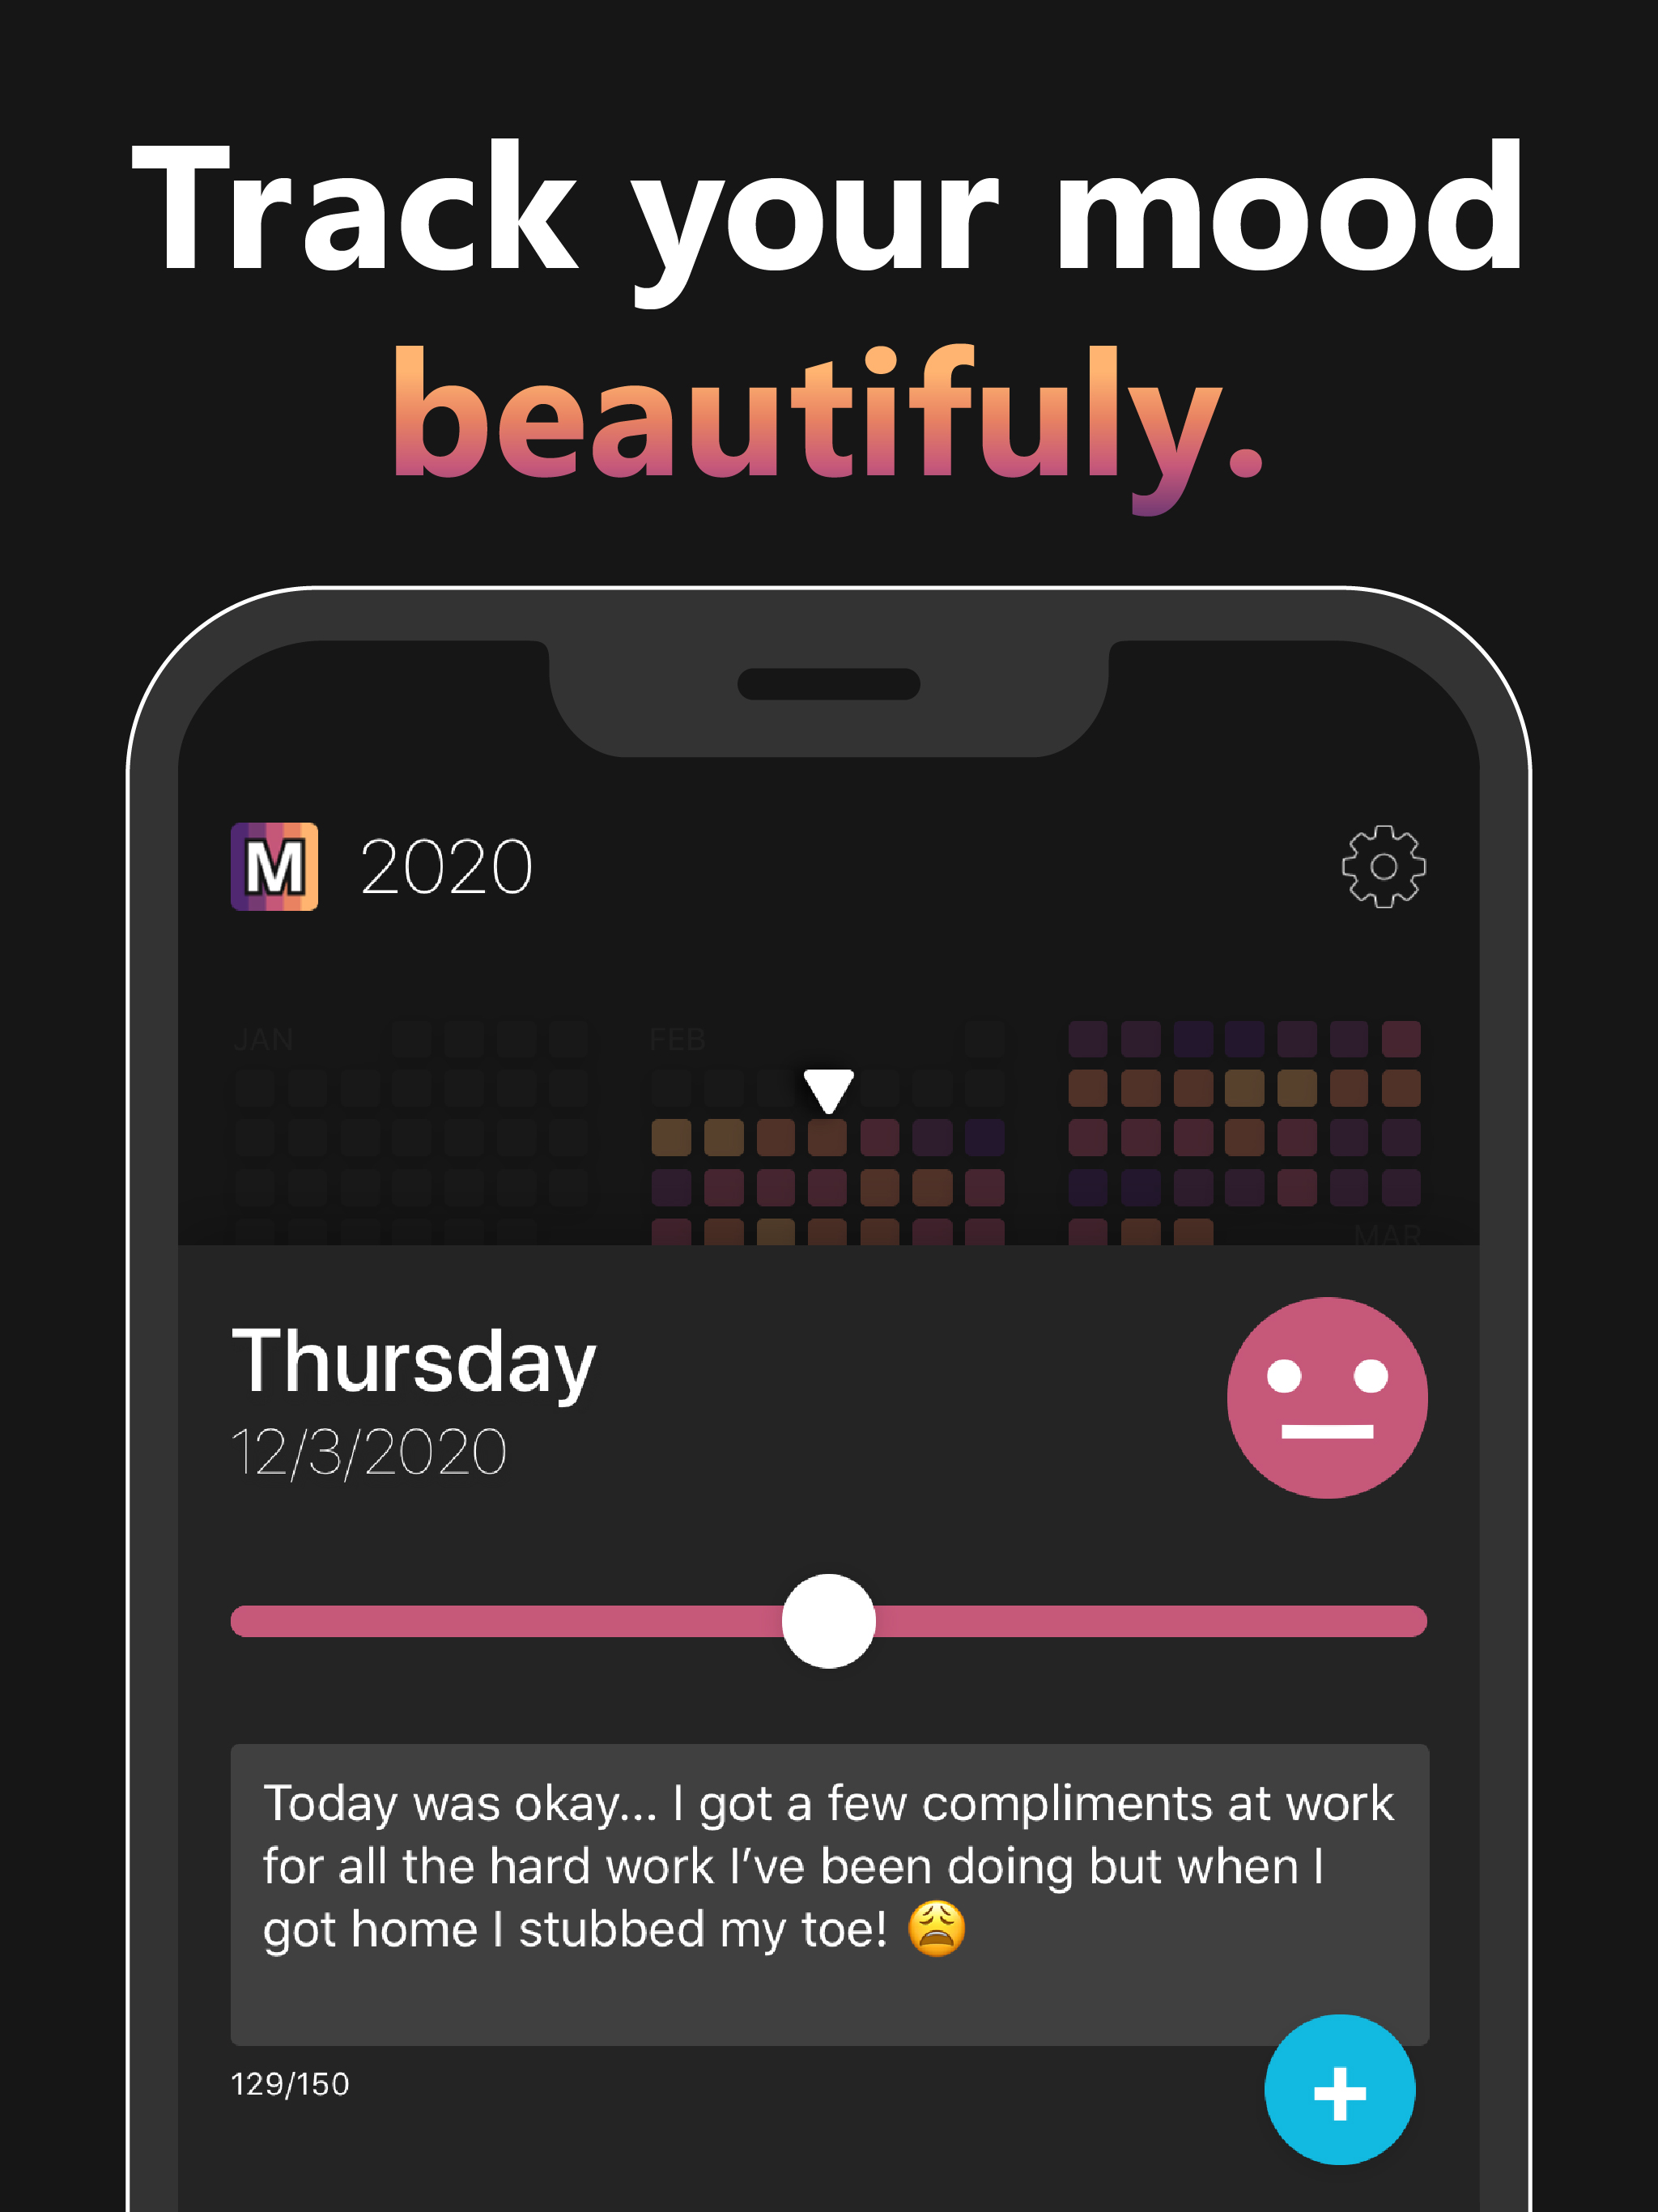 Track your mood
beautifuly.
M 2020
JAN
FEB
MAR
Thursday
12/3/2020
Today was okay... I got a few compliments at work
for all the hard work I’ve been doing but when I
got home I stubbed my toe! 😩
129/150
+